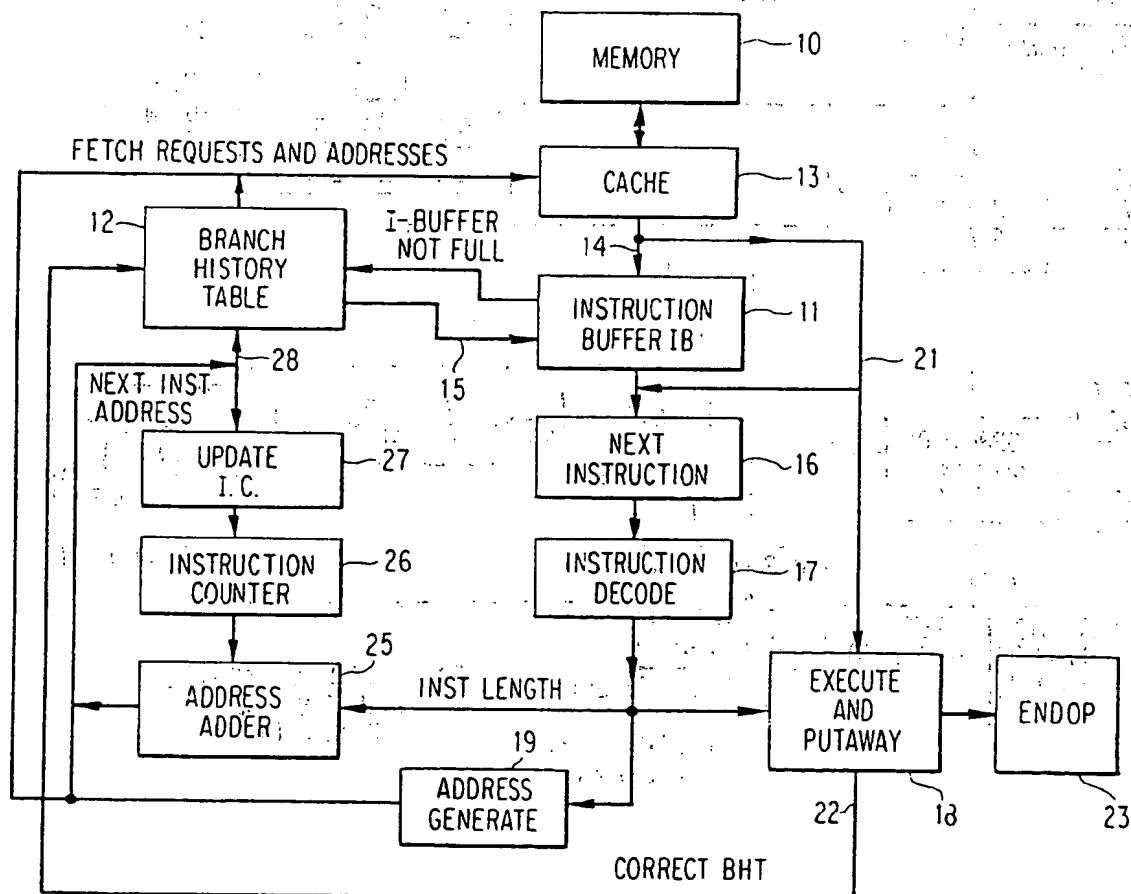 MEMORY
10
FETCH REQUESTS AND ADDRESSES
CACHE
13
12
BRANCH
HISTORY
TABLE
I-BUFFER
NOT FULL
14
INSTRUCTION
BUFFER IB
11
28
15
21
NEXT INST
ADDRESS
UPDATE
I.C.
27
NEXT
INSTRUCTION
16
INSTRUCTION
COUNTER
26
INSTRUCTION
DECODE
17
25
ADDRESS
ADDER
INST LENGTH
EXECUTE
AND
PUTAWAY
ENDOP
19
ADDRESS
GENERATE
22
18
23
CORRECT BHT